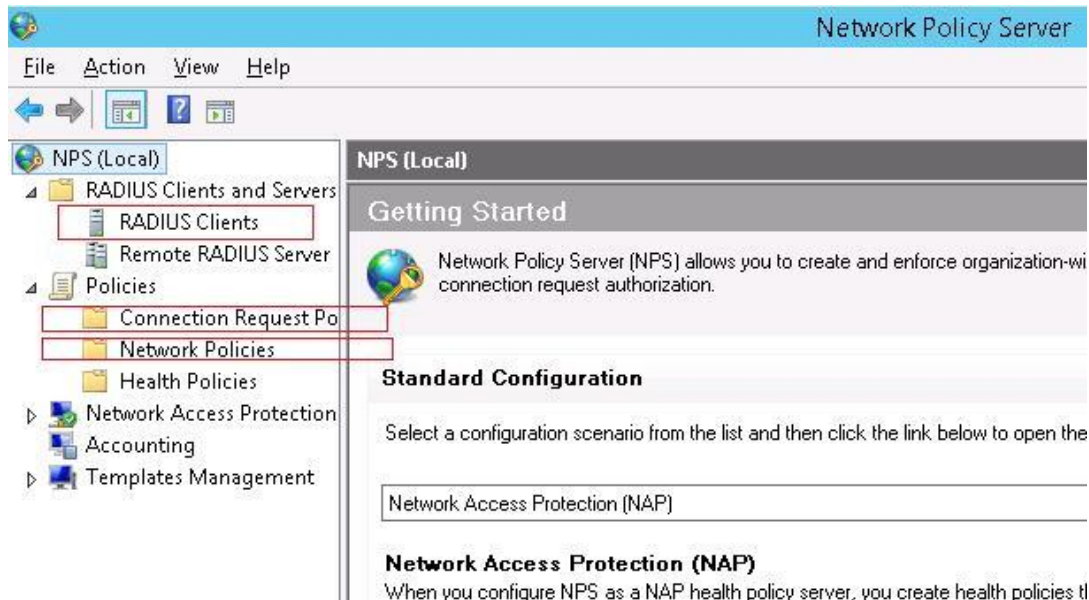 Network Policy Server
File Action View Help
NPS (Local)
RADIUS Clients and Servers
RADIUS Clients
Remote RADIUS Server
Policies
Connection Request Po
Network Policies
Health Policies
Network Access Protection
Accounting
Templates Management
NPS (Local)
Getting Started
Network Policy Server (NPS) allows you to create and enforce organization-wi
connection request authorization.
Standard Configuration
Select a configuration scenario from the list and then click the link below to open the
Network Access Protection (NAP)
Network Access Protection (NAP)
When you configure NPS as a NAP health policy server, you create health policies th